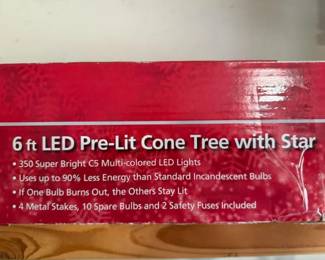 6 ft LED Pre-Lit Cone Tree with Star
• 350 Super Bright C5 Multi-colored LED Lights
• Uses up to 90% Less Energy than Standard Incandescent Bulbs
• If One Bulb Burns Out, the Others Stay Lit
• 4 Metal Stakes, 10 Spare Bulbs and 2 Safety Fuses Included